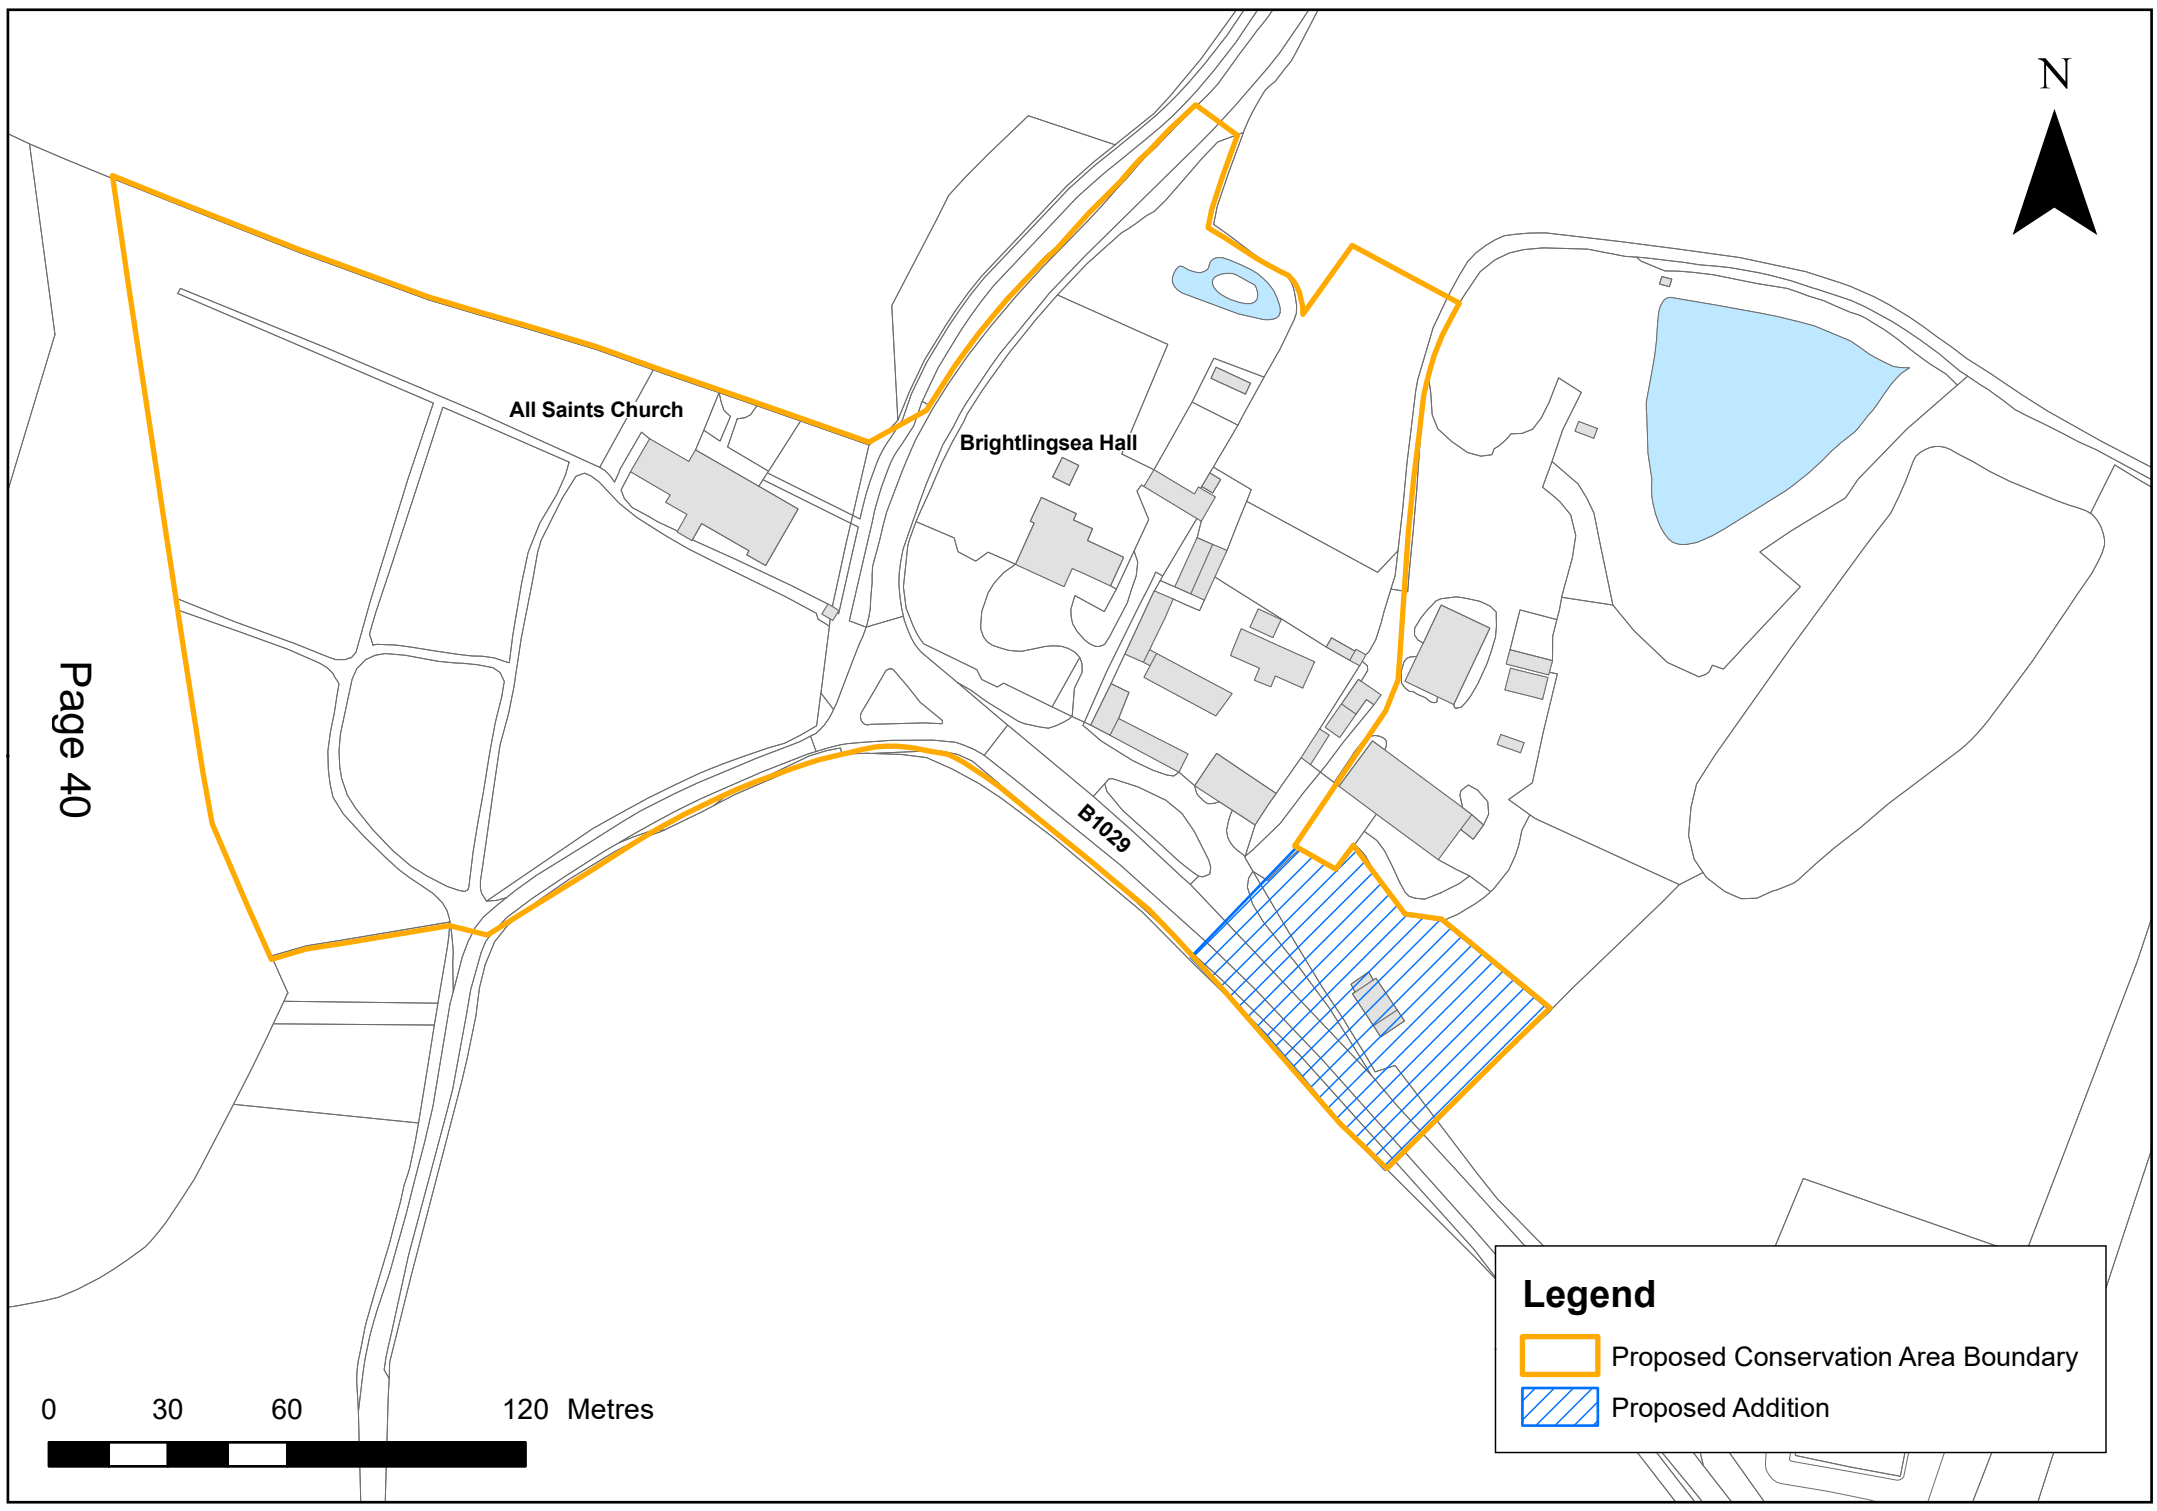 N
All Saints Church
Brightlingsea Hall
B1029
Page 40
Legend
Proposed Conservation Area Boundary
Proposed Addition
0 30 60 120 Metres